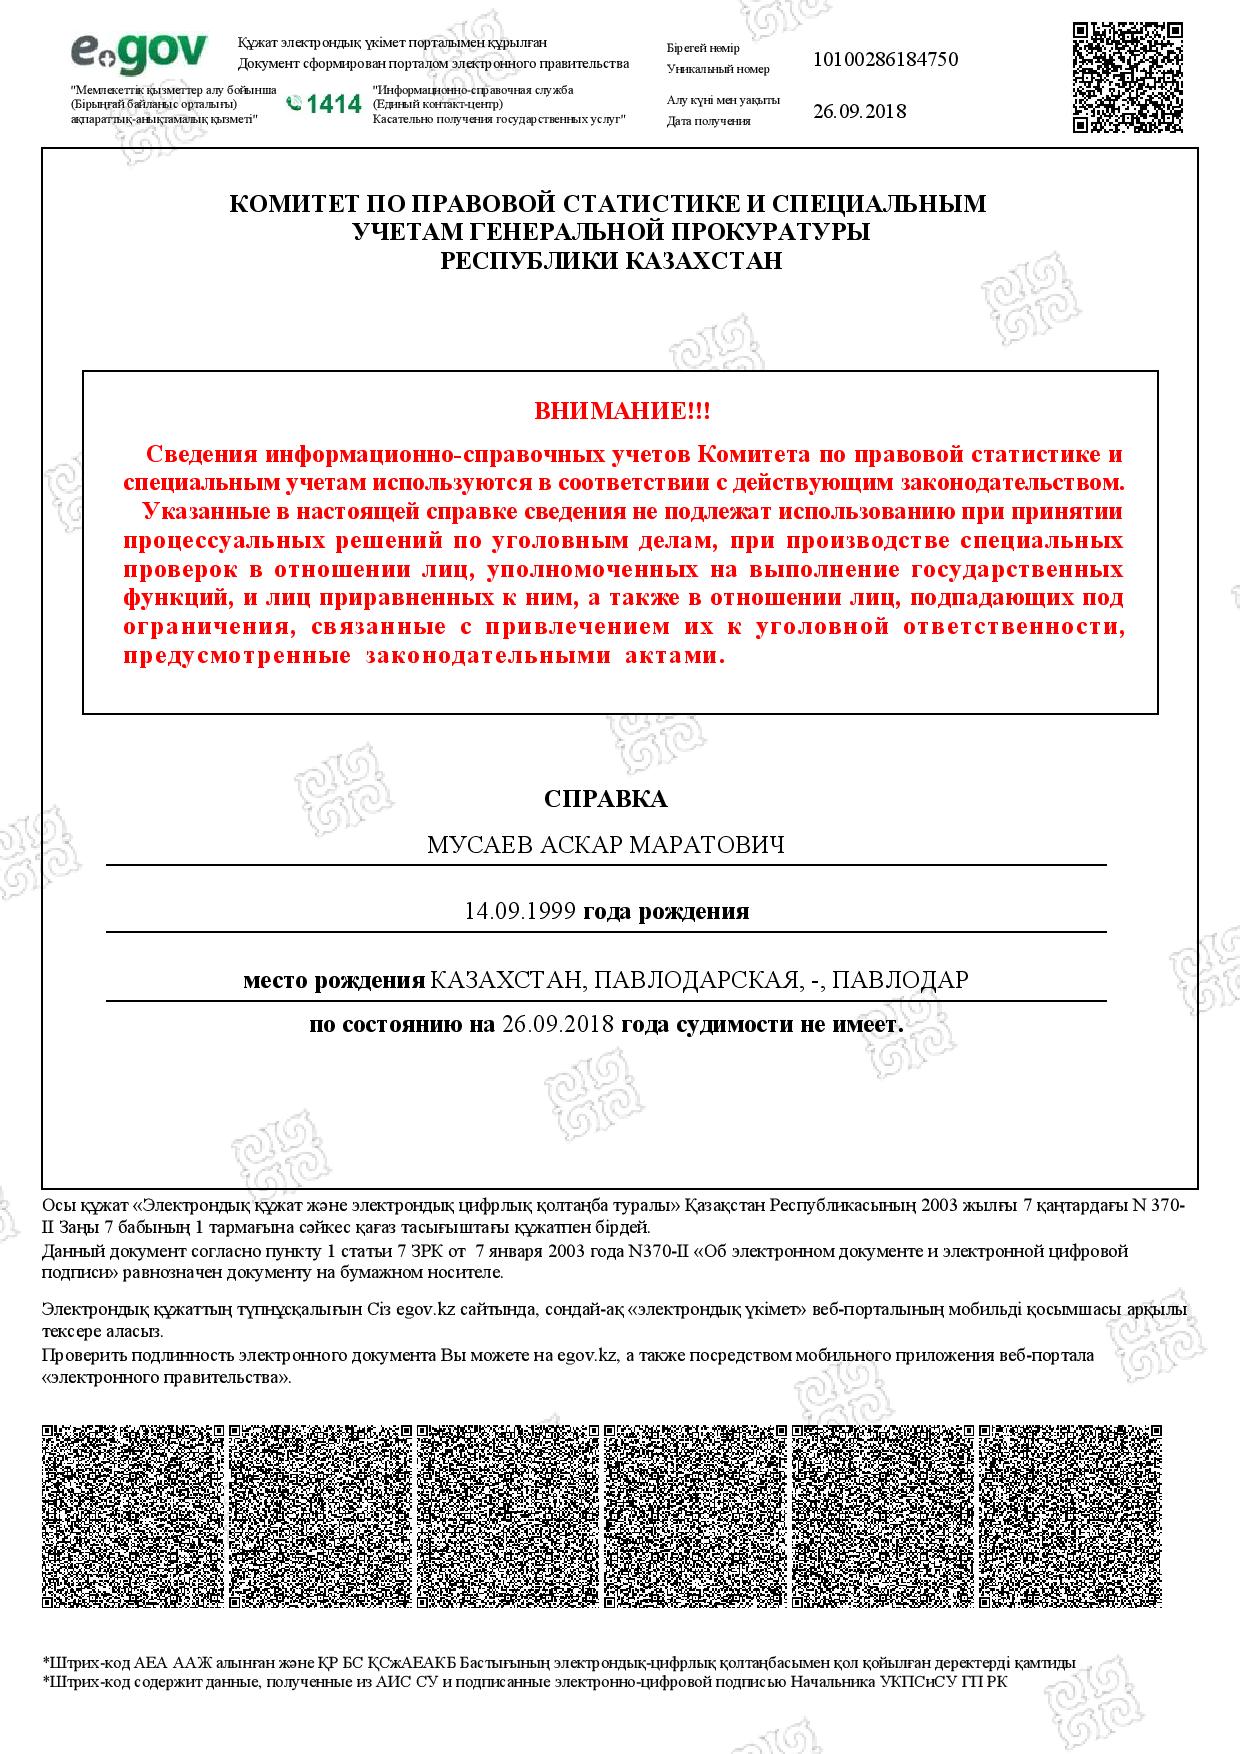 e.gov
Құжат электрондық үкімет порталымен құрылған
Документ сформирован порталом электронного правительства
"Мемлекеттік қызметтер алу бойынша
(Бірыңғай байланыс орталығы)
ақпараттық-анықтамалық қызметі"
1414
"Информационно-справочная служба
(Единый контакт-центр)
Касательно получения государственных услуг"
Бірегей нөмір
Уникальный номер
10100286184750
Алу күні мен уақыты
Дата получения
26.09.2018
КОМИТЕТ ПО ПРАВОВОЙ СТАТИСТИКЕ И СПЕЦИАЛЬНЫМ
УЧЕТАМ ГЕНЕРАЛЬНОЙ ПРОКУРАТУРЫ
РЕСПУБЛИКИ КАЗАХСТАН
ВНИМАНИЕ!!!
Сведения информационно-справочных учетов Комитета по правовой статистике и
специальным учетам используются в соответствии с действующим законодательством.
Указанные в настоящей справке сведения не подлежат использованию при принятии
процессуальных решений по уголовным делам, при производстве специальных
проверок в отношении лиц, уполномоченных на выполнение государственных
функций, и лиц приравненных к ним, а также в отношении лиц, подпадающих под
ограничения, связанные с привлечением их к уголовной ответственности,
предусмотренные законодательными актами.
СПРАВКА
МУСАЕВ АСКАР МАРАТОВИЧ
14.09.1999 года рождения
место рождения КАЗАХСТАН, ПАВЛОДАРСКАЯ, -, ПАВЛОДАР
по состоянию на 26.09.2018 года судимости не имеет.
Осы құжат «Электрондық құжат және электрондық цифрлық қолтаңба туралы» Қазақстан Республикасының 2003 жылғы 7 қаңтардағы N 370-
II Заңы 7 бабының 1 тармағына сәйкес қағаз тасығыштағы құжатпен бірдей.
Данный документ согласно пункту 1 статьи 7 ЗРК от 7 января 2003 года N370-II «Об электронном документе и электронной цифровой
подписи» равнозначен документу на бумажном носителе.
Электрондық құжаттың түпнұсқалығын Сіз egov.kz сайтында, сондай-ақ «электрондық үкімет» веб-порталының мобильді қосымшасы арқылы
тексере аласыз.
Проверить подлинность электронного документа Вы можете на egov.kz, а также посредством мобильного приложения веб-портала
«электронного правительства».
*Штрих-код АЕА ААЖ алынған және ҚР БС ҚСжАЕАКБ Бастығының электрондық-цифрлық қолтаңбасымен қол қойылған деректерді қамтиды
*Штрих-код содержит данные, полученные из АИС СУ и подписанные электронно-цифровой подписью Начальника УКПСиСУ ГП РК